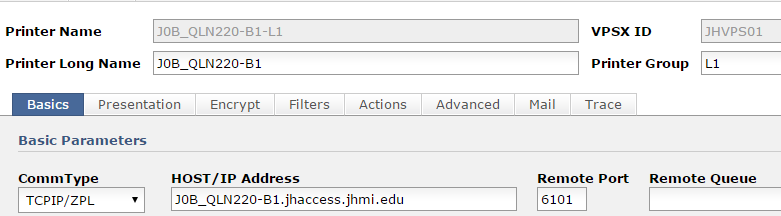 Printer Name J0B_QLN220-B1-L1 VPSX ID JHVPS01
Printer Long Name J0B_QLN220-B1 Printer Group L1
Basics Presentation Encrypt Filters Actions Advanced Mail Trace
Basic Parameters
CommType HOST/IP Address Remote Port Remote Queue
TCPIP/ZPL J0B_QLN220-B1.jhaccess.jhmi.edu 6101